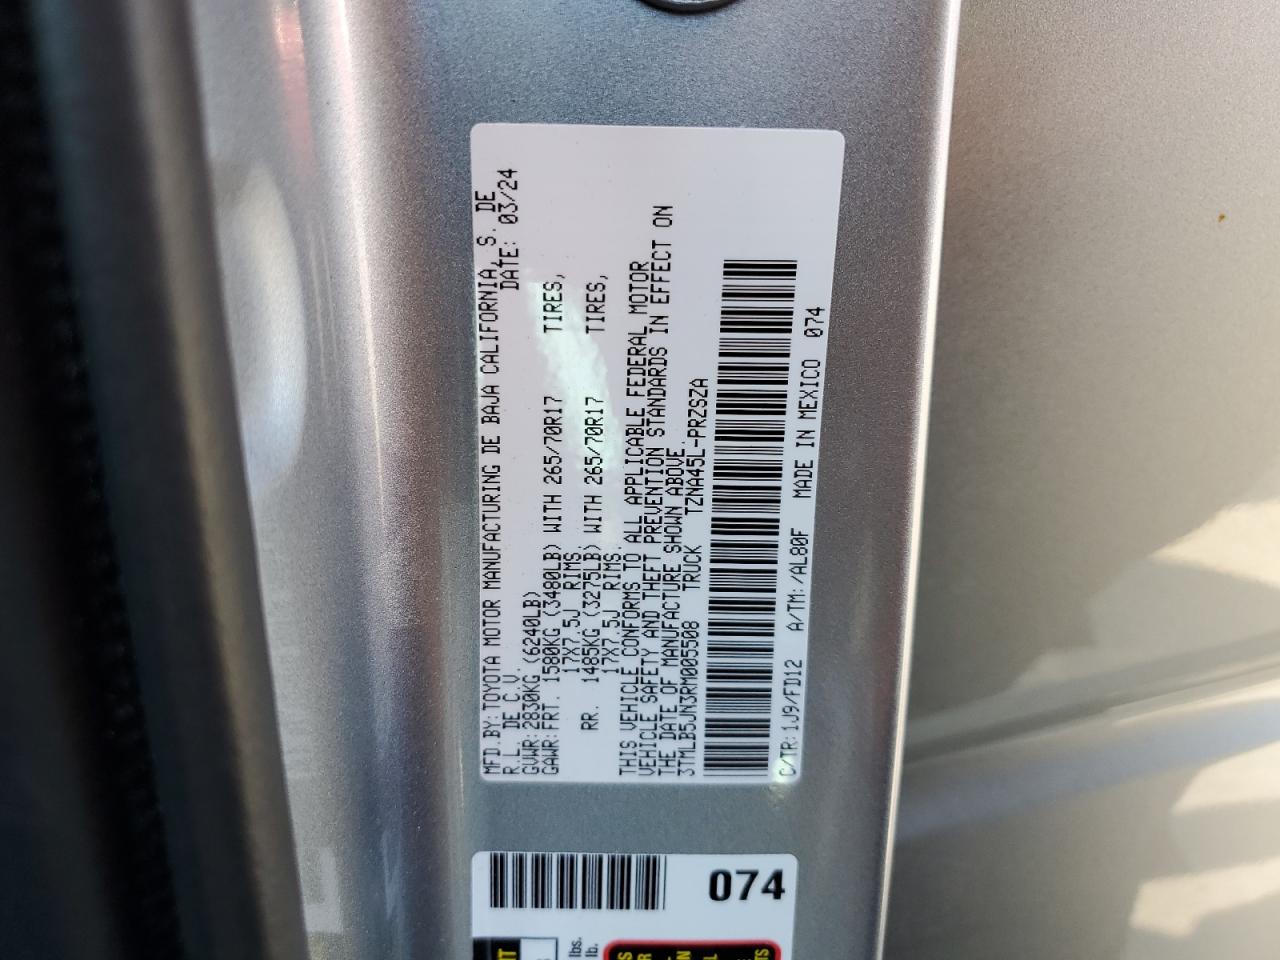 MFD.BY:TOYOTA MOTOR MANUFACTURING DE BAJA CALIFORNIA, S. DE
R.L. DE C.V. DATE: 03/24
GVWR:2830KG (6240LB)
GAWR:FRT. 1580KG (3480LB) WITH 265/70R17 TIRES,
17X7.5J RIMS
RR. 1485KG (3275LB) WITH 265/70R17 TIRES,
17X7.5J RIMS.
THIS VEHICLE CONFORMS TO ALL APPLICABLE FEDERAL MOTOR
VEHICLE SAFETY AND THEFT PREVENTION STANDARDS IN EFFECT ON
THE DATE OF MANUFACTURE SHOWN ABOVE.
3TMLB5JN3RM005508 TRUCK TZNA45L-PRZSZA
C/TR:1J9/FD12 A/TM:/AL80F MADE IN MEXICO 074
074
lbs.
lb.